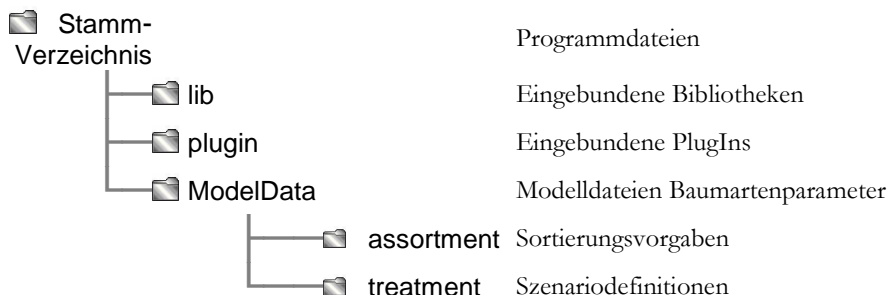 Stamm-
Verzeichnis
Programmdateien
lib Eingebundene Bibliotheken
plugin Eingebundene PlugIns
ModelData Modelldateien Baumartenparameter
assortment Sortierungsvorgaben
treatment Szenariodefinitionen